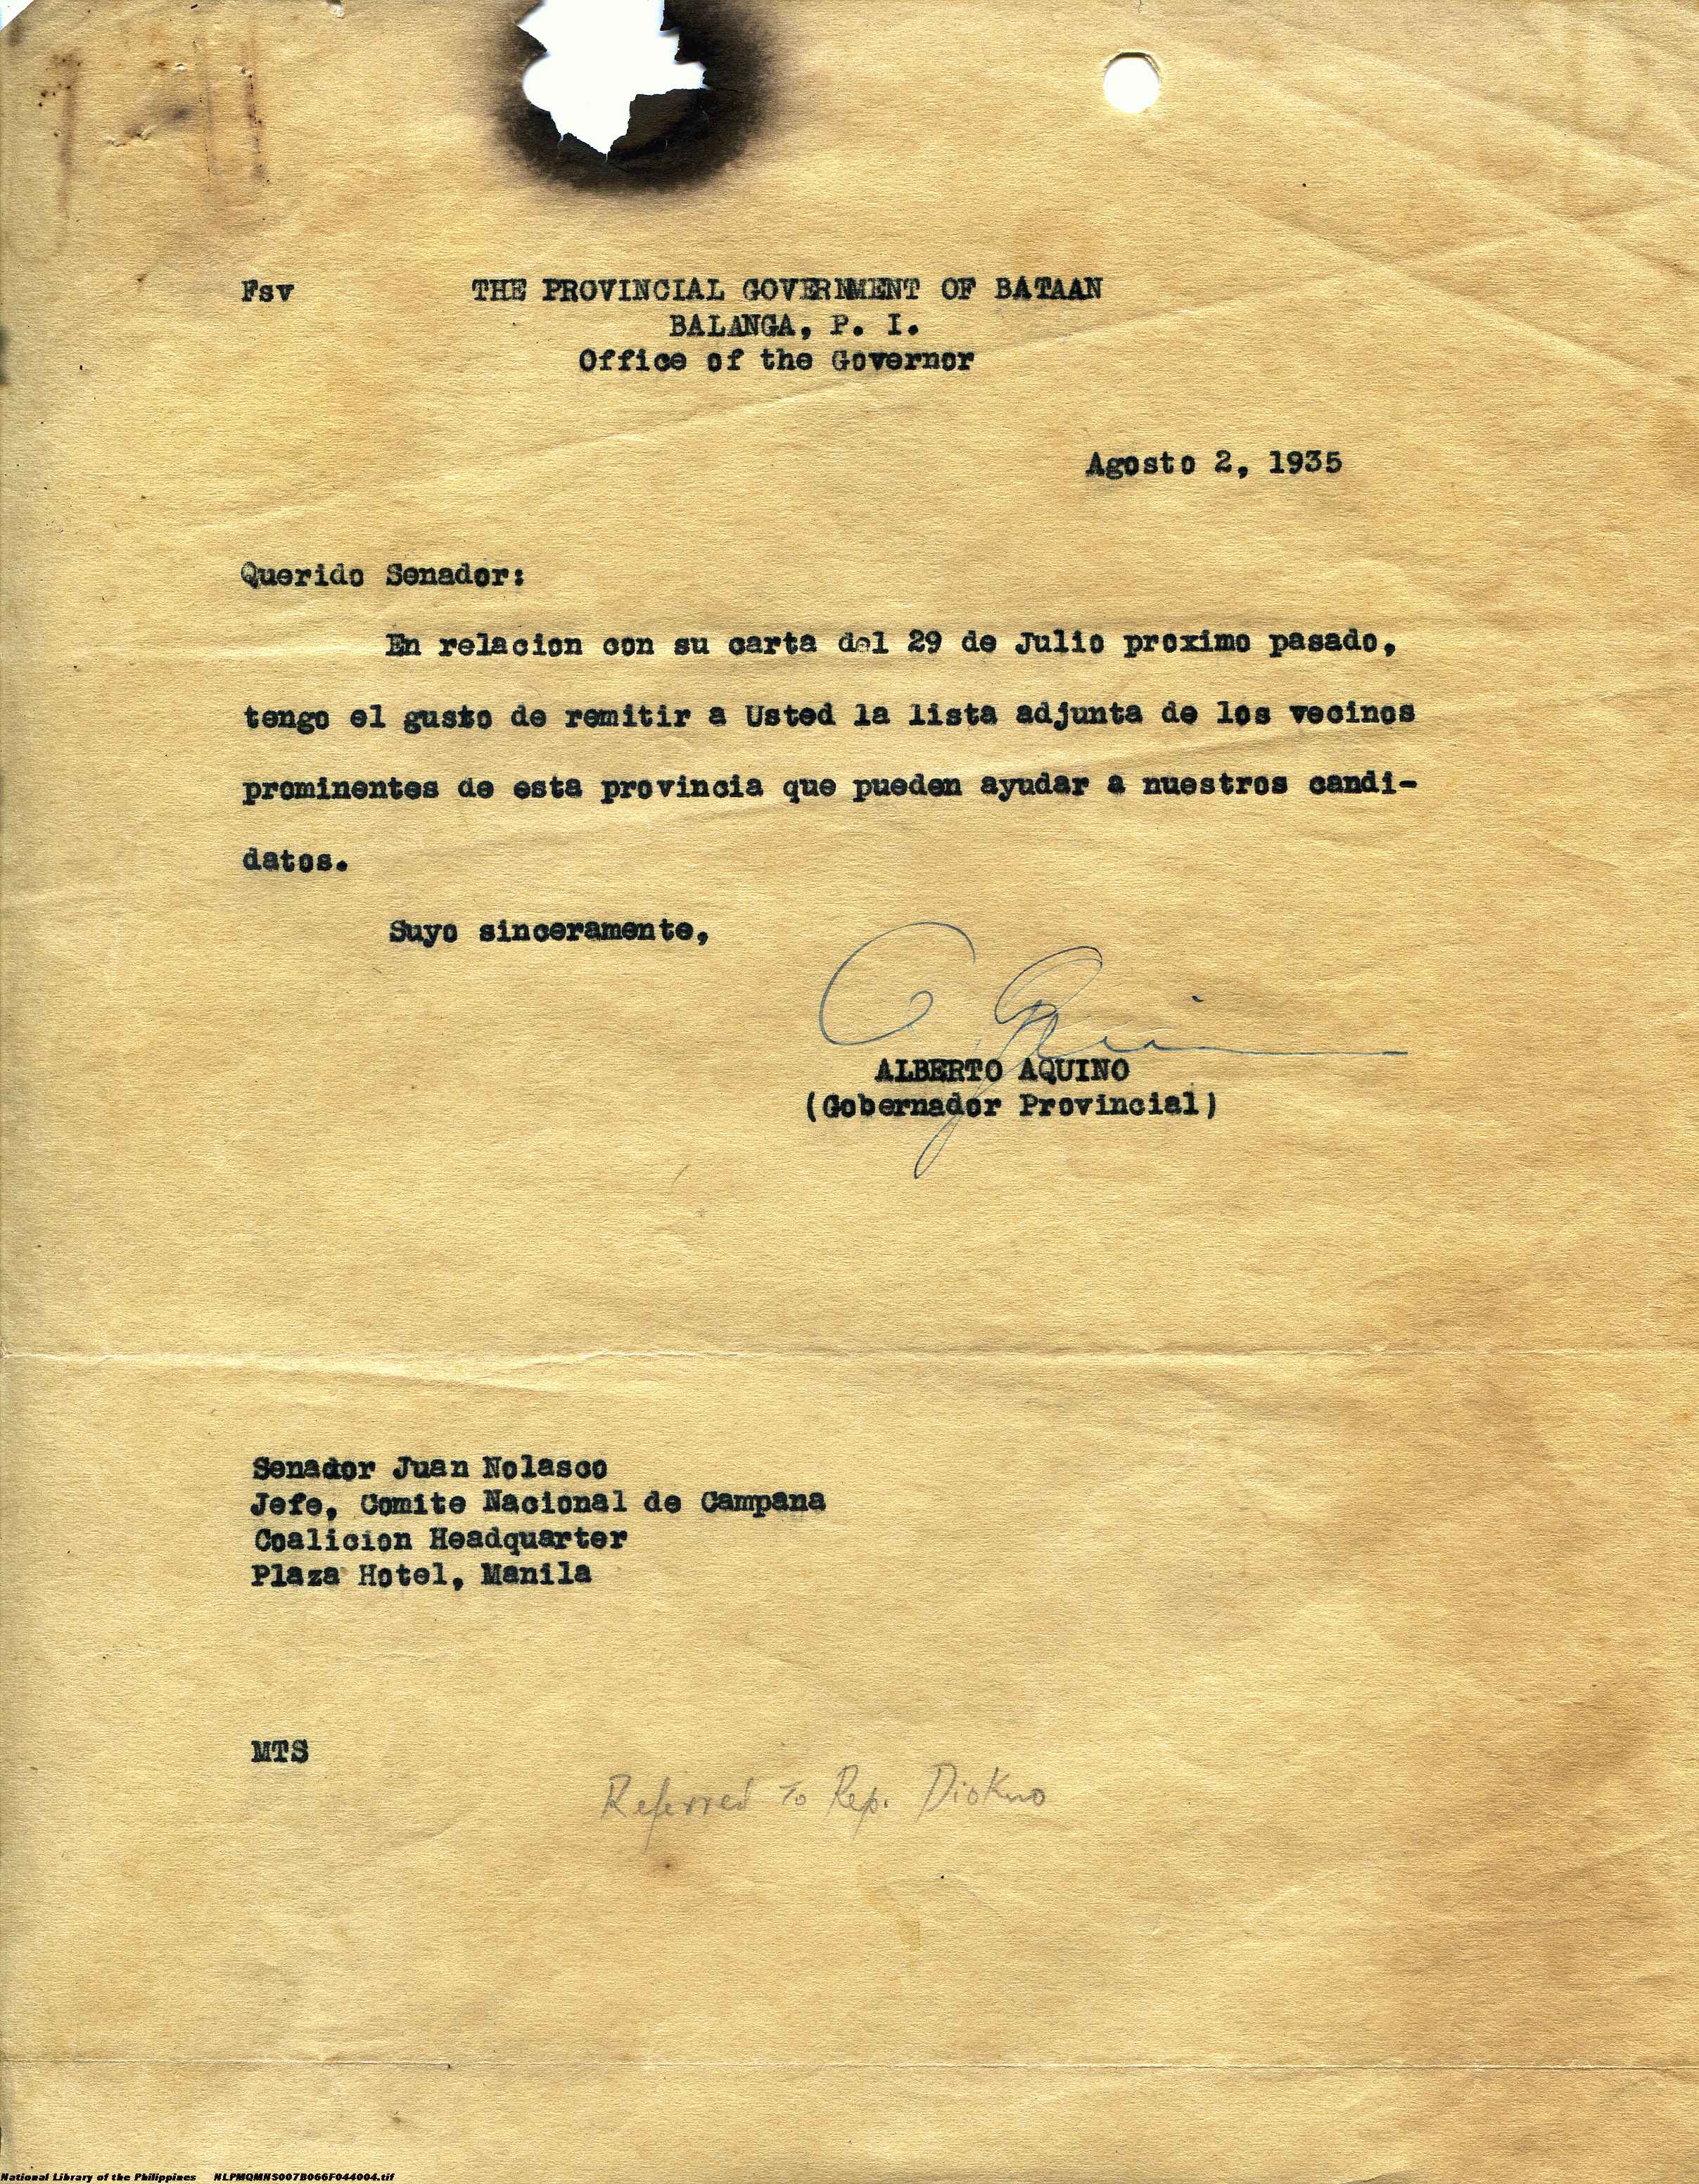 Fsv THE PROVINCIAL GOVERNMENT OF BATAAN
BALANGA, P. I.
Office of the Governor
Agosto 2, 1935
Querido Senador:
En relacion con su carta del 29 de Julio proximo pasado,
tengo el gusto de remitir a Usted la lista adjunta de los vecinos
prominentes de esta provincia que pueden ayudar a nuestros candi-
datos.
Suyo sinceramente,
ALBERTO AQUINO
(Gobernador Provincial)
Senador Juan Nolasco
Jefe, Comite Nacional de Campana
Coalicion Headquarter
Plaza Hotel, Manila
MTS
Referred to Rep. Diokno
National Library of the Philippines NLPMQMNS007B066F044004.tif